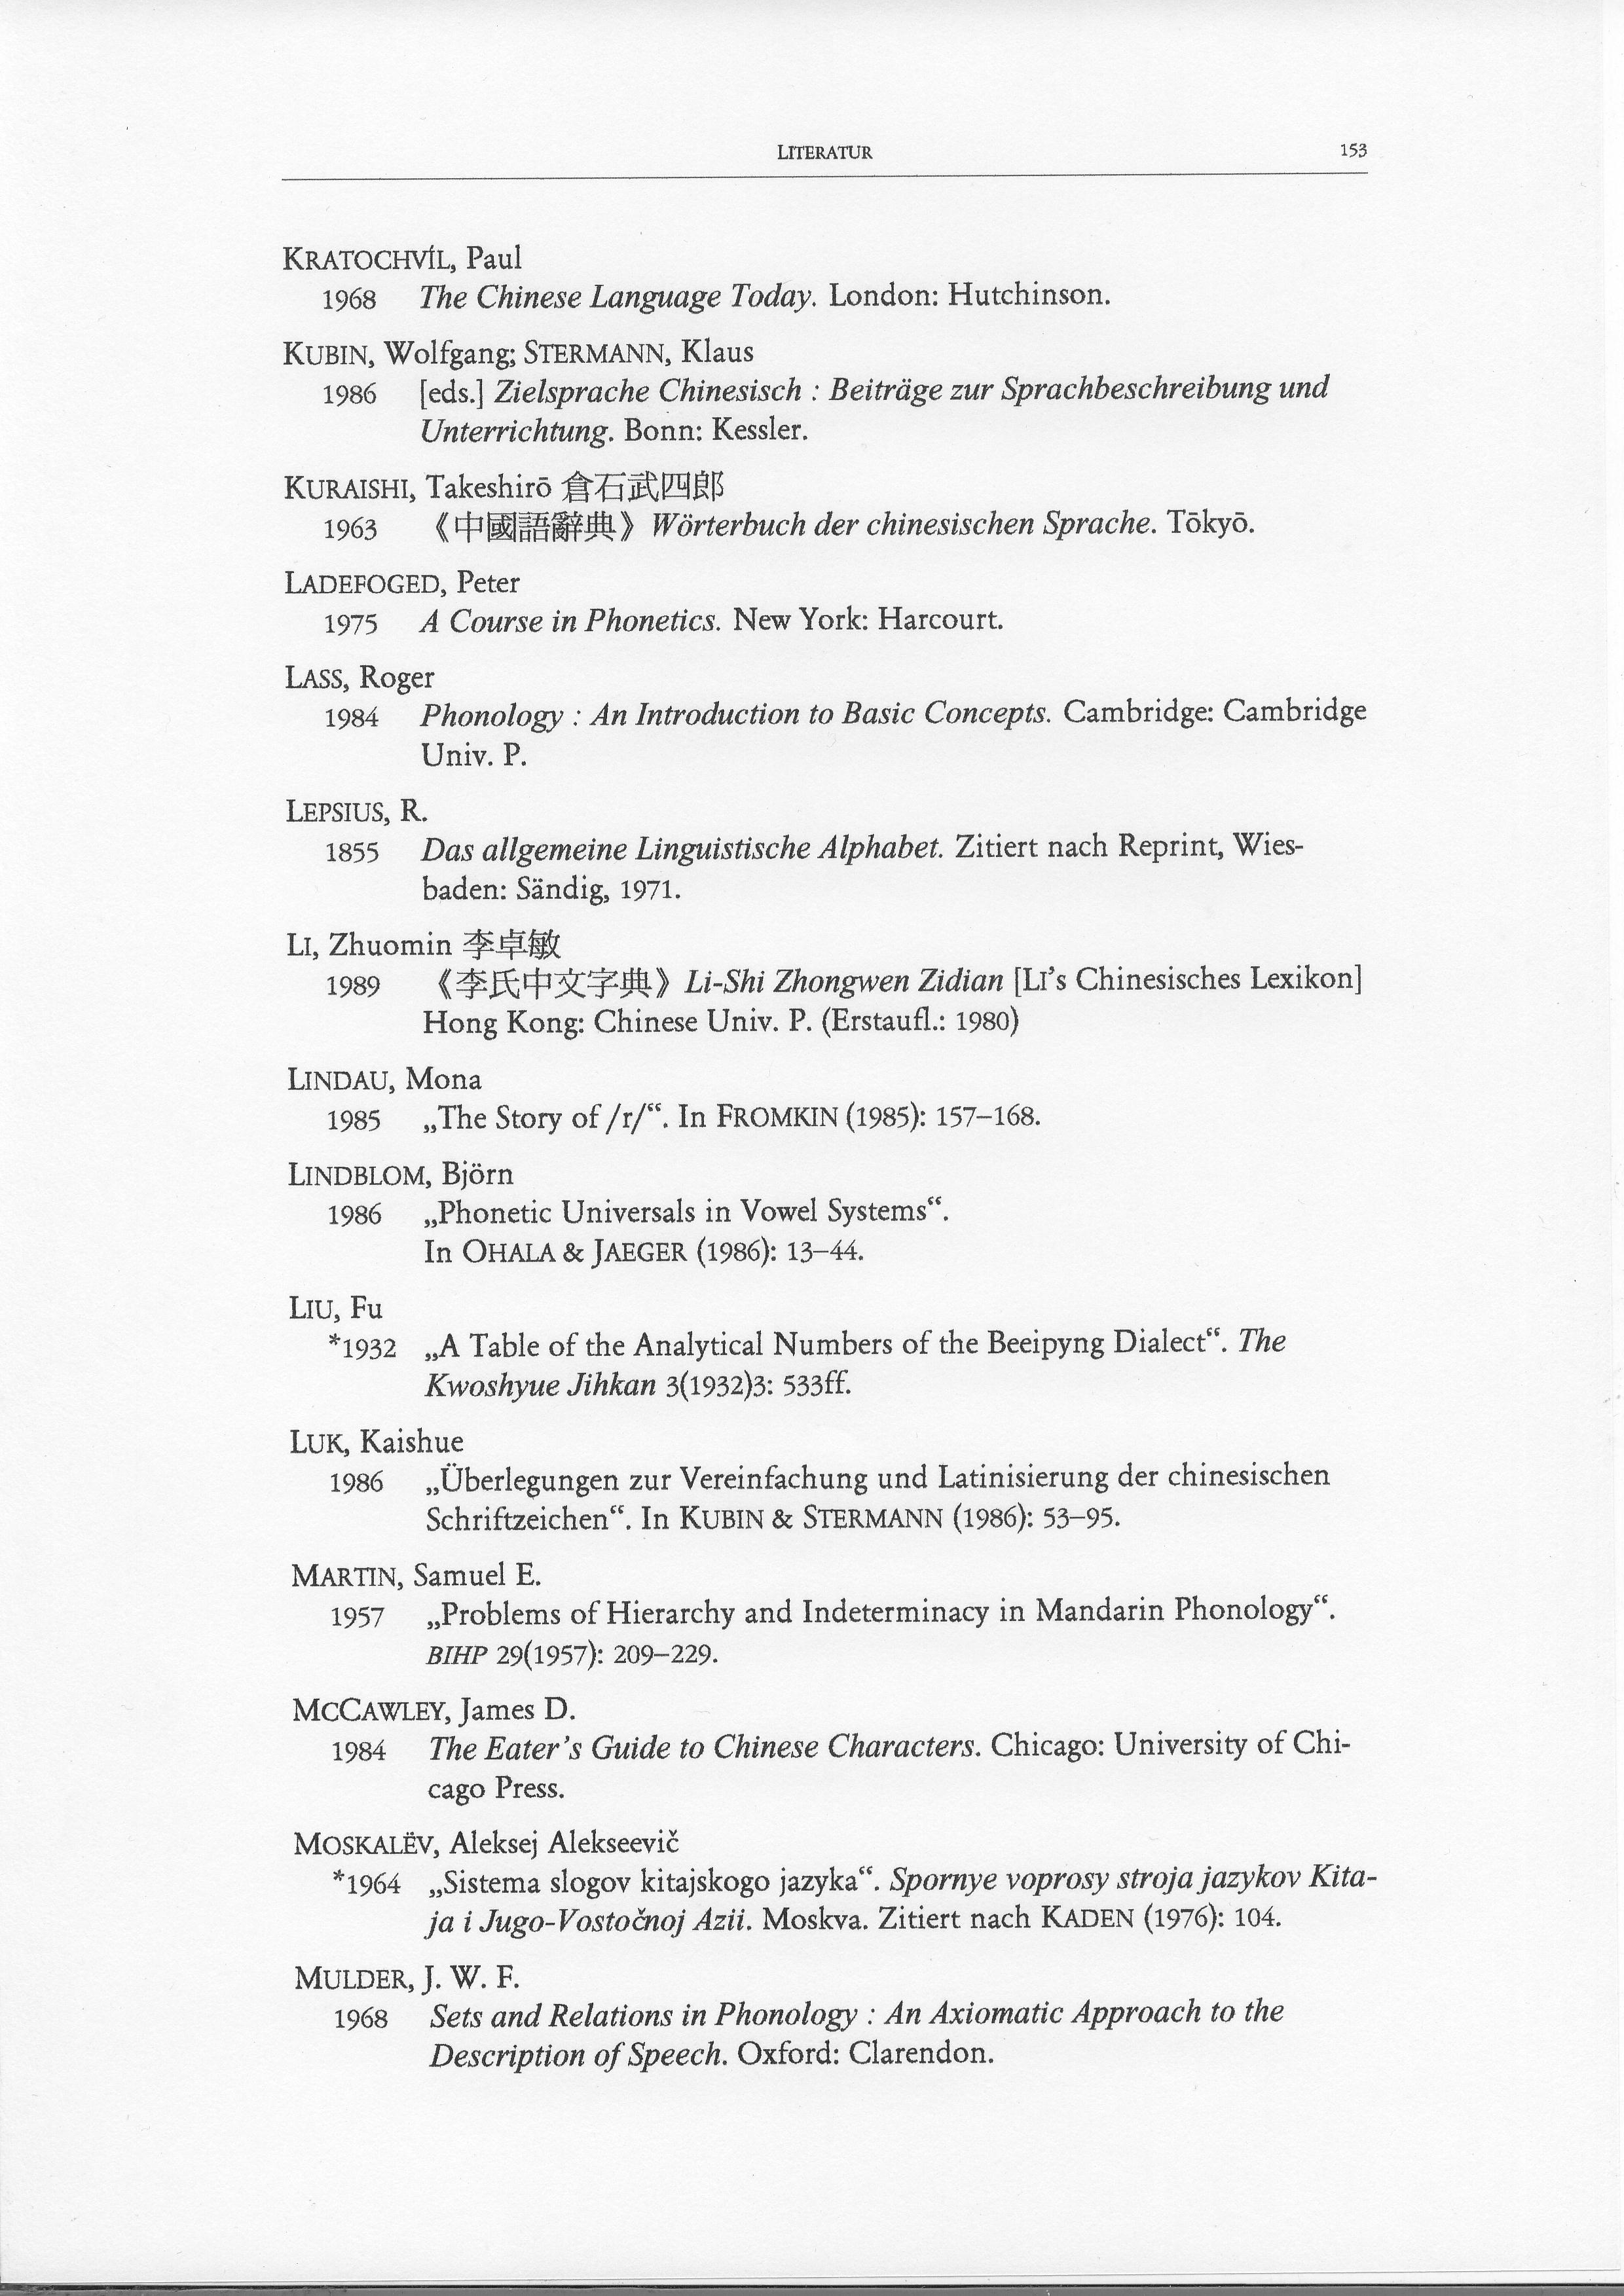 LITERATUR 153
KRATOCHVÍL, Paul
1968 The Chinese Language Today. London: Hutchinson.
KUBIN, Wolfgang; STERMANN, Klaus
1986 [eds.] Zielsprache Chinesisch : Beiträge zur Sprachbeschreibung und
Unterrichtung. Bonn: Kessler.
KURAISHI, Takeshirō 倉石武四郎
1963 《中國語辭典》 Wörterbuch der chinesischen Sprache. Tōkyō.
LADEFOGED, Peter
1975 A Course in Phonetics. New York: Harcourt.
LASS, Roger
1984 Phonology : An Introduction to Basic Concepts. Cambridge: Cambridge
Univ. P.
LEPSIUS, R.
1855 Das allgemeine Linguistische Alphabet. Zitiert nach Reprint, Wies-
baden: Sändig, 1971.
LI, Zhuomin 李卓敏
1989 《李氏中文字典》 Li-Shi Zhongwen Zidian [LI's Chinesisches Lexikon]
Hong Kong: Chinese Univ. P. (Erstaufl.: 1980)
LINDAU, Mona
1985 „The Story of /r/“. In FROMKIN (1985): 157–168.
LINDBLOM, Björn
1986 „Phonetic Universals in Vowel Systems“.
In OHALA & JAEGER (1986): 13–44.
LIU, Fu
*1932 „A Table of the Analytical Numbers of the Beeipyng Dialect“. The
Kwoshyue Jihkan 3(1932)3: 533ff.
LUK, Kaishue
1986 „Überlegungen zur Vereinfachung und Latinisierung der chinesischen
Schriftzeichen“. In KUBIN & STERMANN (1986): 53–95.
MARTIN, Samuel E.
1957 „Problems of Hierarchy and Indeterminacy in Mandarin Phonology“.
BIHP 29(1957): 209–229.
MCCAWLEY, James D.
1984 The Eater's Guide to Chinese Characters. Chicago: University of Chi-
cago Press.
MOSKALËV, Aleksej Alekseevič
*1964 „Sistema slogov kitajskogo jazyka“. Spornye voprosy stroja jazykov Kita-
ja i Jugo-Vostočnoj Azii. Moskva. Zitiert nach KADEN (1976): 104.
MULDER, J. W. F.
1968 Sets and Relations in Phonology : An Axiomatic Approach to the
Description of Speech. Oxford: Clarendon.